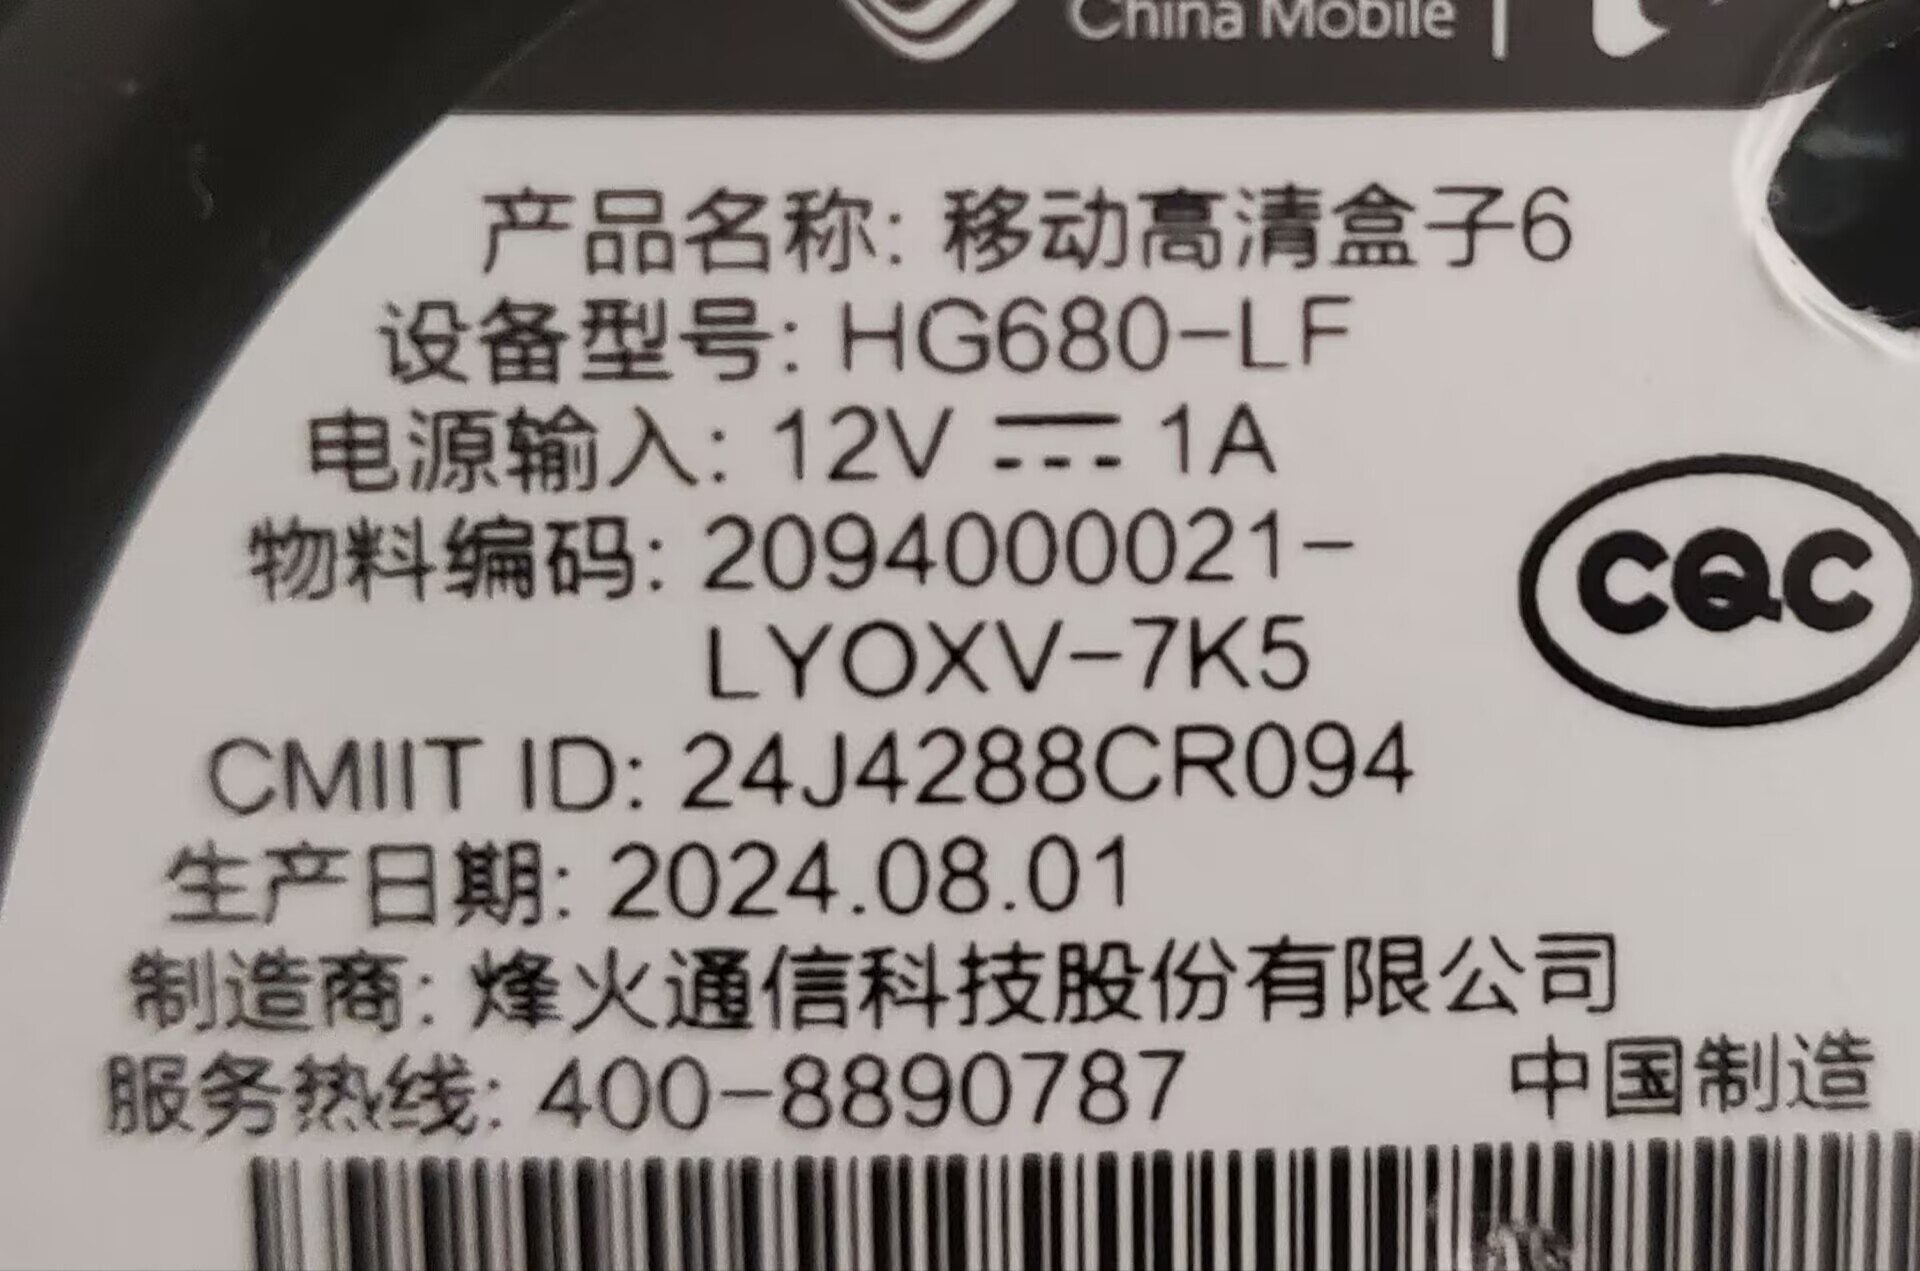 China Mobile
产品名称: 移动高清盒子6
设备型号: HG680-LF
电源输入: 12V ⎓ 1A
物料编码: 2094000021-
LYOXV-7K5
CQC
CMIIT ID: 24J4288CR094
生产日期: 2024.08.01
制造商: 烽火通信科技股份有限公司
服务热线: 400-8890787 中国制造